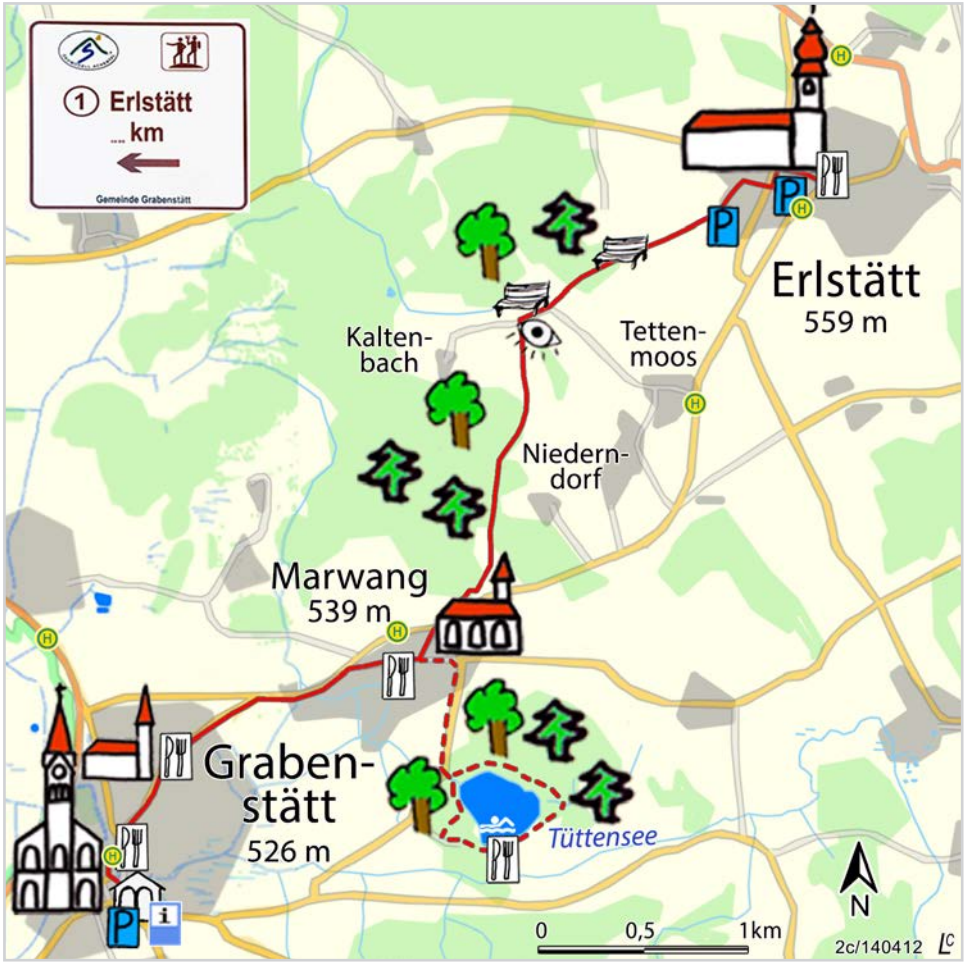 1 Erlstätt
... km
Gemeinde Grabenstätt
H
P
P
H
Erlstätt
559 m
Kalten-
bach
Tetten-
moos
H
Niedern-
dorf
Marwang
539 m
H
H
Graben-
stätt
526 m
Tüttensee
H
P
i
N
0 0,5 1km
2c/140412 LC